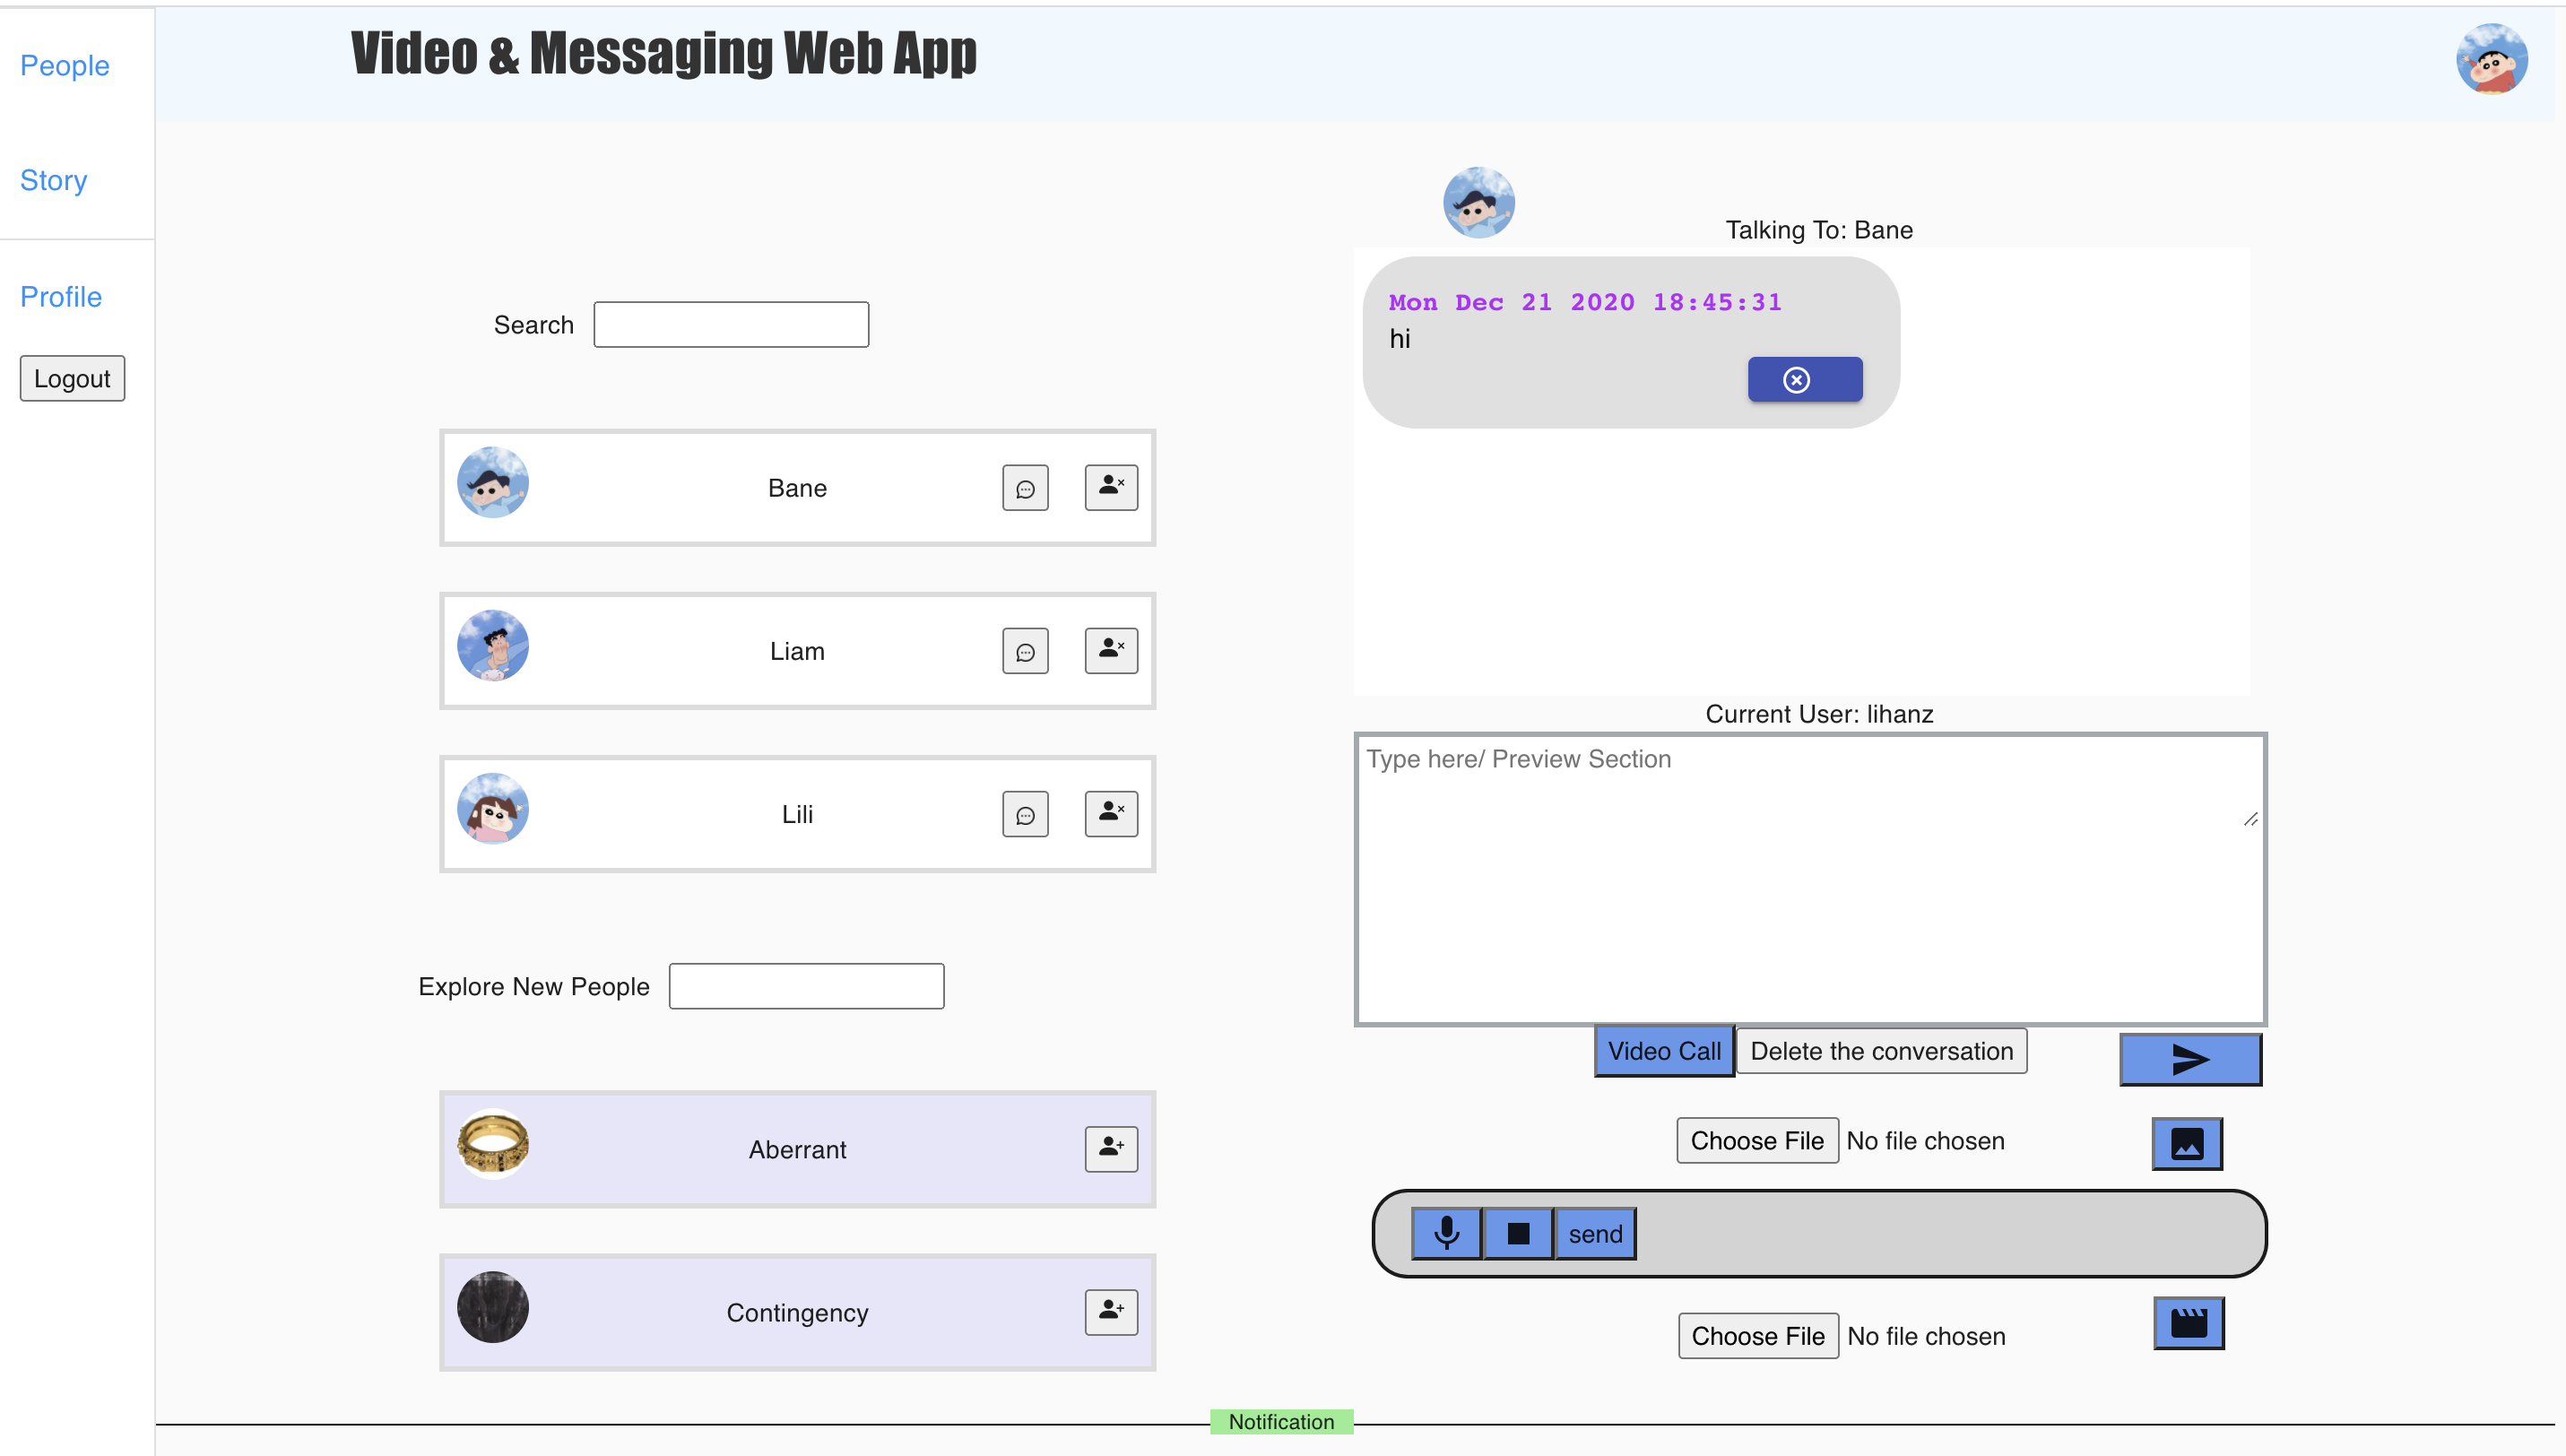 Video & Messaging Web App
People
Story
Profile
Logout
Search
Bane
Liam
Lili
Explore New People
Aberrant
Contingency
Talking To: Bane
Mon Dec 21 2020 18:45:31
hi
Current User: lihanz
Type here/ Preview Section
Video Call Delete the conversation
Choose File No file chosen
send
Choose File No file chosen
Notification